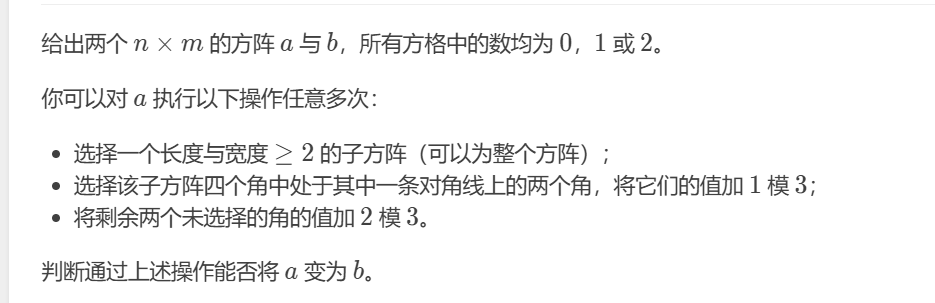 给出两个 n × m 的方阵 a 与 b，所有方格中的数均为 0，1 或 2。
你可以对 a 执行以下操作任意多次：
• 选择一个长度与宽度 ≥ 2 的子方阵（可以为整个方阵）；
• 选择该子方阵四个角中处于其中一条对角线上的两个角，将它们的值加 1 模 3；
• 将剩余两个未选择的角的值加 2 模 3。
判断通过上述操作能否将 a 变为 b。